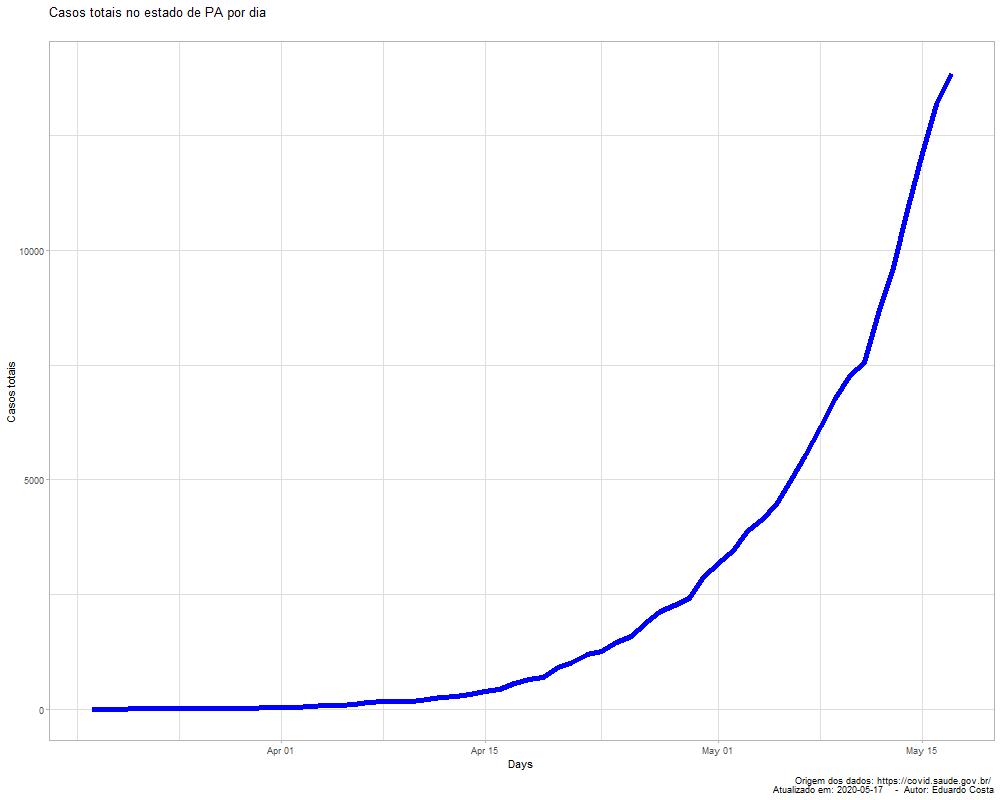 Casos totais no estado de PA por dia
10000
5000
0
Casos totais
Apr 01
Apr 15
May 01
May 15
Days
Origem dos dados: https://covid.saude.gov.br/
Atualizado em: 2020-05-17 - Autor: Eduardo Costa